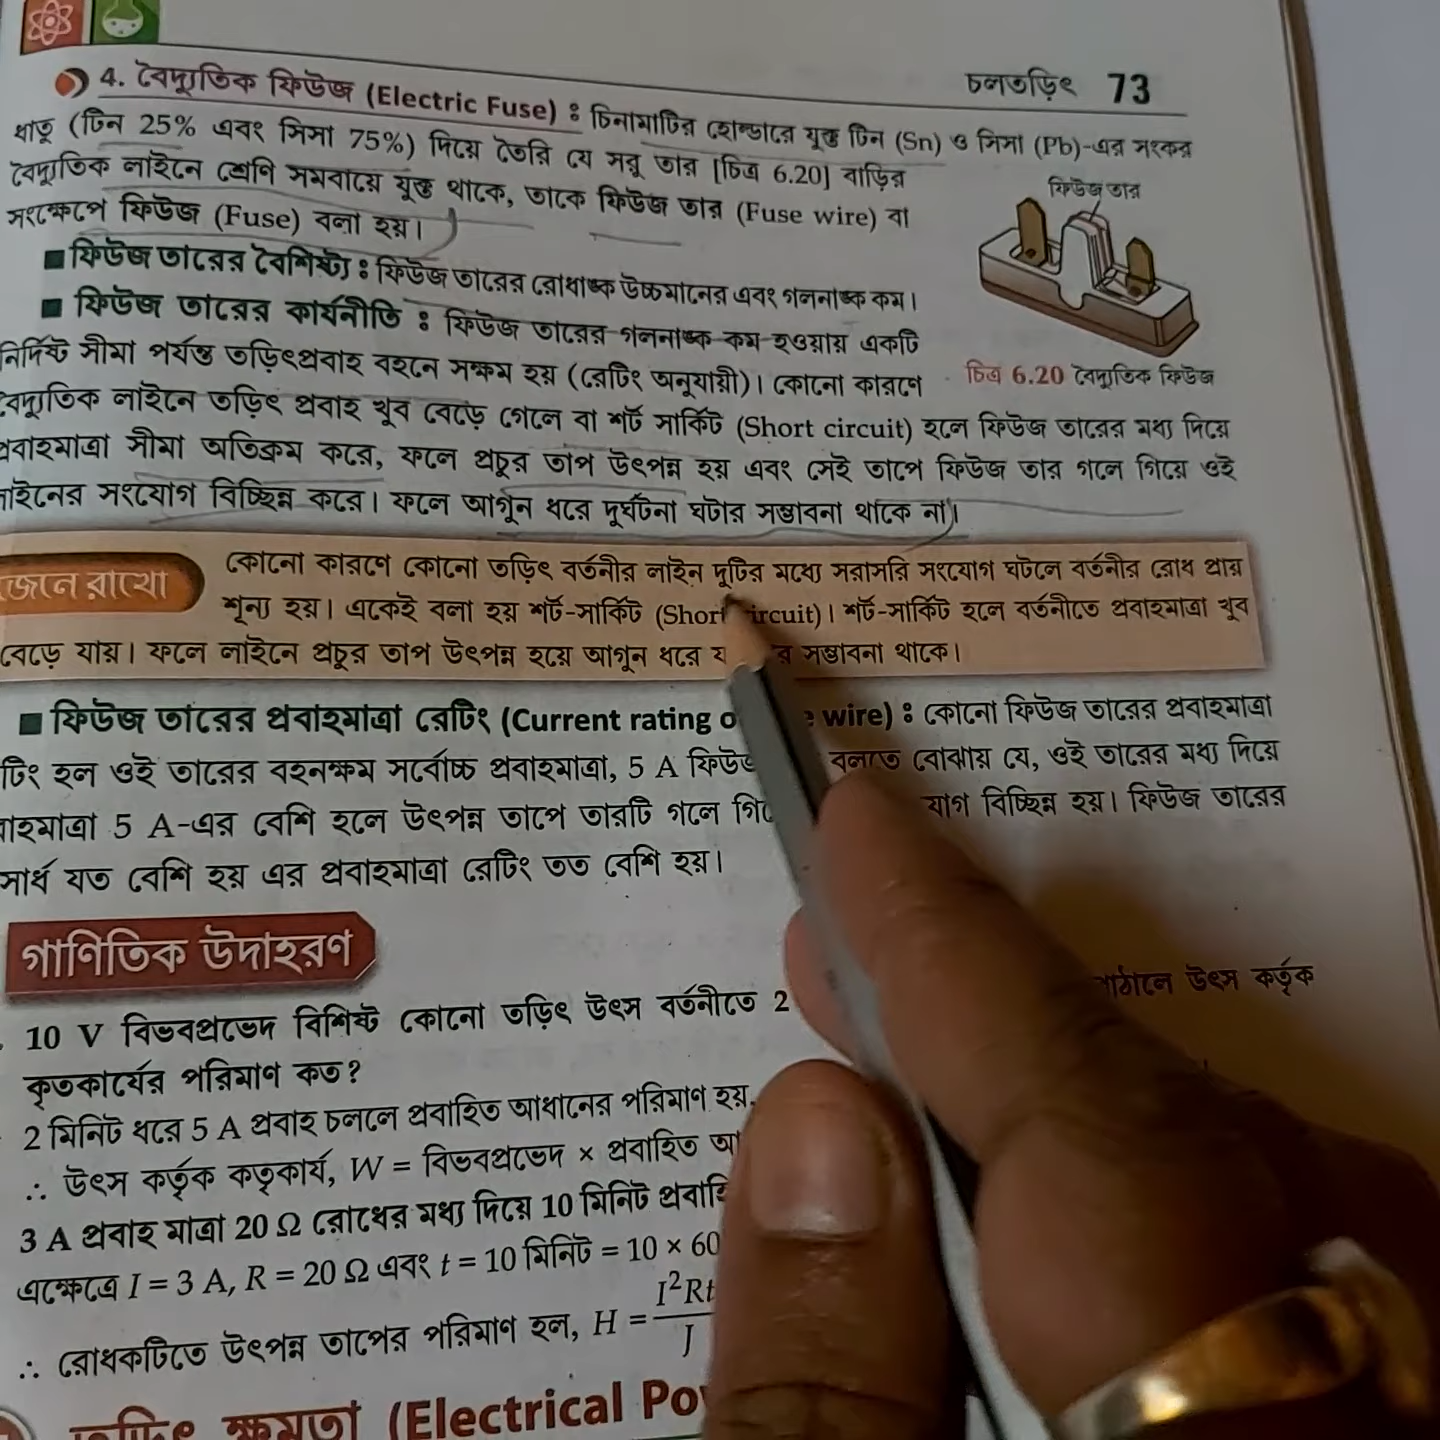 চলতড়িৎ 73
4. বৈদ্যুতিক ফিউজ (Electric Fuse) : চিনামাটির হোল্ডারে যুক্ত টিন (Sn) ও সিসা (Pb)-এর সংকর
ধাতু (টিন 25% এবং সিসা 75%) দিয়ে তৈরি যে সরু তার [চিত্র 6.20] বাড়ির
বৈদ্যুতিক লাইনে শ্রেণি সমবায়ে যুক্ত থাকে, তাকে ফিউজ তার (Fuse wire) বা
সংক্ষেপে ফিউজ (Fuse) বলা হয়।
ফিউজ তার
■ ফিউজ তারের বৈশিষ্ট্য : ফিউজ তারের রোধাঙ্ক উচ্চমানের এবং গলনাঙ্ক কম।
■ ফিউজ তারের কার্যনীতি : ফিউজ তারের গলনাঙ্ক কম হওয়ায় একটি
নির্দিষ্ট সীমা পর্যন্ত তড়িৎপ্রবাহ বহনে সক্ষম হয় (রেটিং অনুযায়ী)। কোনো কারণে
চিত্র 6.20 বৈদ্যুতিক ফিউজ
বৈদ্যুতিক লাইনে তড়িৎ প্রবাহ খুব বেড়ে গেলে বা শর্ট সার্কিট (Short circuit) হলে ফিউজ তারের মধ্য দিয়ে
প্রবাহমাত্রা সীমা অতিক্রম করে, ফলে প্রচুর তাপ উৎপন্ন হয় এবং সেই তাপে ফিউজ তার গলে গিয়ে ওই
লাইনের সংযোগ বিচ্ছিন্ন করে। ফলে আগুন ধরে দুর্ঘটনা ঘটার সম্ভাবনা থাকে না।
জেনে রাখো
কোনো কারণে কোনো তড়িৎ বর্তনীর লাইন দুটির মধ্যে সরাসরি সংযোগ ঘটলে বর্তনীর রোধ প্রায়
শূন্য হয়। একেই বলা হয় শর্ট-সার্কিট (Short circuit)। শর্ট-সার্কিট হলে বর্তনীতে প্রবাহমাত্রা খুব
বেড়ে যায়। ফলে লাইনে প্রচুর তাপ উৎপন্ন হয়ে আগুন ধরে সম্ভাবনা থাকে।
■ ফিউজ তারের প্রবাহমাত্রা রেটিং (Current rating wire) : কোনো ফিউজ তারের প্রবাহমাত্রা
টিং হল ওই তারের বহনক্ষম সর্বোচ্চ প্রবাহমাত্রা, 5 A ফিউজ বলতে বোঝায় যে, ওই তারের মধ্য দিয়ে
বাহমাত্রা 5 A-এর বেশি হলে উৎপন্ন তাপে তারটি গলে বিচ্ছিন্ন হয়। ফিউজ তারের
যত বেশি হয় এর প্রবাহমাত্রা রেটিং তত বেশি হয়।
গাণিতিক উদাহরণ
10 V বিভবপ্রভেদ বিশিষ্ট কোনো তড়িৎ উৎস বর্তনীতে 2 উৎস কর্তৃক
কৃতকার্যের পরিমাণ কত?
2 মিনিট ধরে 5 A প্রবাহ চললে প্রবাহিত আধানের পরিমাণ হয়
∴ উৎস কর্তৃক কতৃকার্য, W = বিভবপ্রভেদ × প্রবাহিত
3 A প্রবাহ মাত্রা 20 Ω রোধের মধ্য দিয়ে 10 মিনিট
এক্ষেত্রে I = 3 A, R = 20 Ω এবং t = 10 মিনিট = 10 × 60
∴ রোধকটিতে উৎপন্ন তাপের পরিমাণ হল, H = I²Rt / J
তড়িৎ ক্ষমতা (Electrical